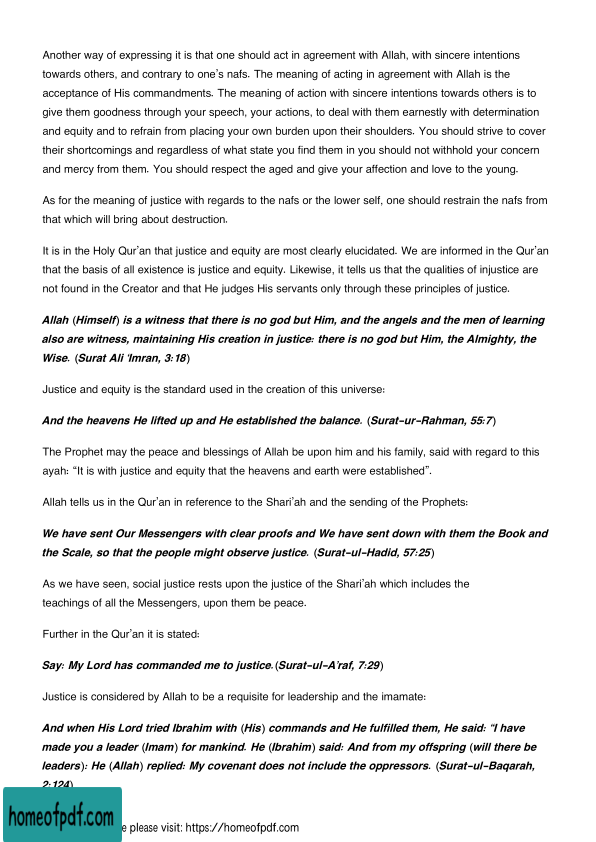 Another way of expressing it is that one should act in agreement with Allah, with sincere intentions
towards others, and contrary to one's nafs. The meaning of acting in agreement with Allah is the
acceptance of His commandments. The meaning of action with sincere intentions towards others is to
give them goodness through your speech, your actions, to deal with them earnestly with determination
and equity and to refrain from placing your own burden upon their shoulders. You should strive to cover
their shortcomings and regardless of what state you find them in you should not withhold your concern
and mercy from them. You should respect the aged and give your affection and love to the young.
As for the meaning of justice with regards to the nafs or the lower self, one should restrain the nafs from
that which will bring about destruction.
It is in the Holy Qur'an that justice and equity are most clearly elucidated. We are informed in the Qur'an
that the basis of all existence is justice and equity. Likewise, it tells us that the qualities of injustice are
not found in the Creator and that He judges His servants only through these principles of justice.
Allah (Himself) is a witness that there is no god but Him, and the angels and the men of learning
also are witness, maintaining His creation in justice: there is no god but Him, the Almighty, the
Wise. (Surat Ali 'Imran, 3:18)
Justice and equity is the standard used in the creation of this universe:
And the heavens He lifted up and He established the balance. (Surat-ur-Rahman, 55:7)
The Prophet may the peace and blessings of Allah be upon him and his family, said with regard to this
ayah: “It is with justice and equity that the heavens and earth were established”.
Allah tells us in the Qur'an in reference to the Shari'ah and the sending of the Prophets:
We have sent Our Messengers with clear proofs and We have sent down with them the Book and
the Scale, so that the people might observe justice. (Surat-ul-Hadid, 57:25)
As we have seen, social justice rests upon the justice of the Shari'ah which includes the
teachings of all the Messengers, upon them be peace.
Further in the Qur'an it is stated:
Say: My Lord has commanded me to justice.(Surat-ul-A'raf, 7:29)
Justice is considered by Allah to be a requisite for leadership and the imamate:
And when His Lord tried Ibrahim with (His) commands and He fulfilled them, He said: "I have
made you a leader (Imam) for mankind. He (Ibrahim) said: And from my offspring (will there be
leaders): He (Allah) replied: My covenant does not include the oppressors. (Surat-ul-Baqarah,
2:124)
homeofpdf.com
e please visit: https://homeofpdf.com